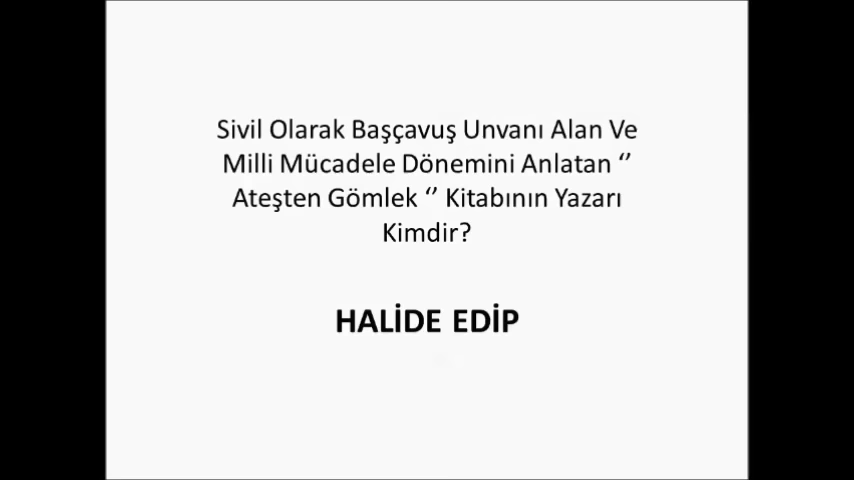 Sivil Olarak Başçavuş Unvanı Alan Ve
Milli Mücadele Dönemini Anlatan ‘’
Ateşten Gömlek ‘’ Kitabının Yazarı
Kimdir?
HALİDE EDİP